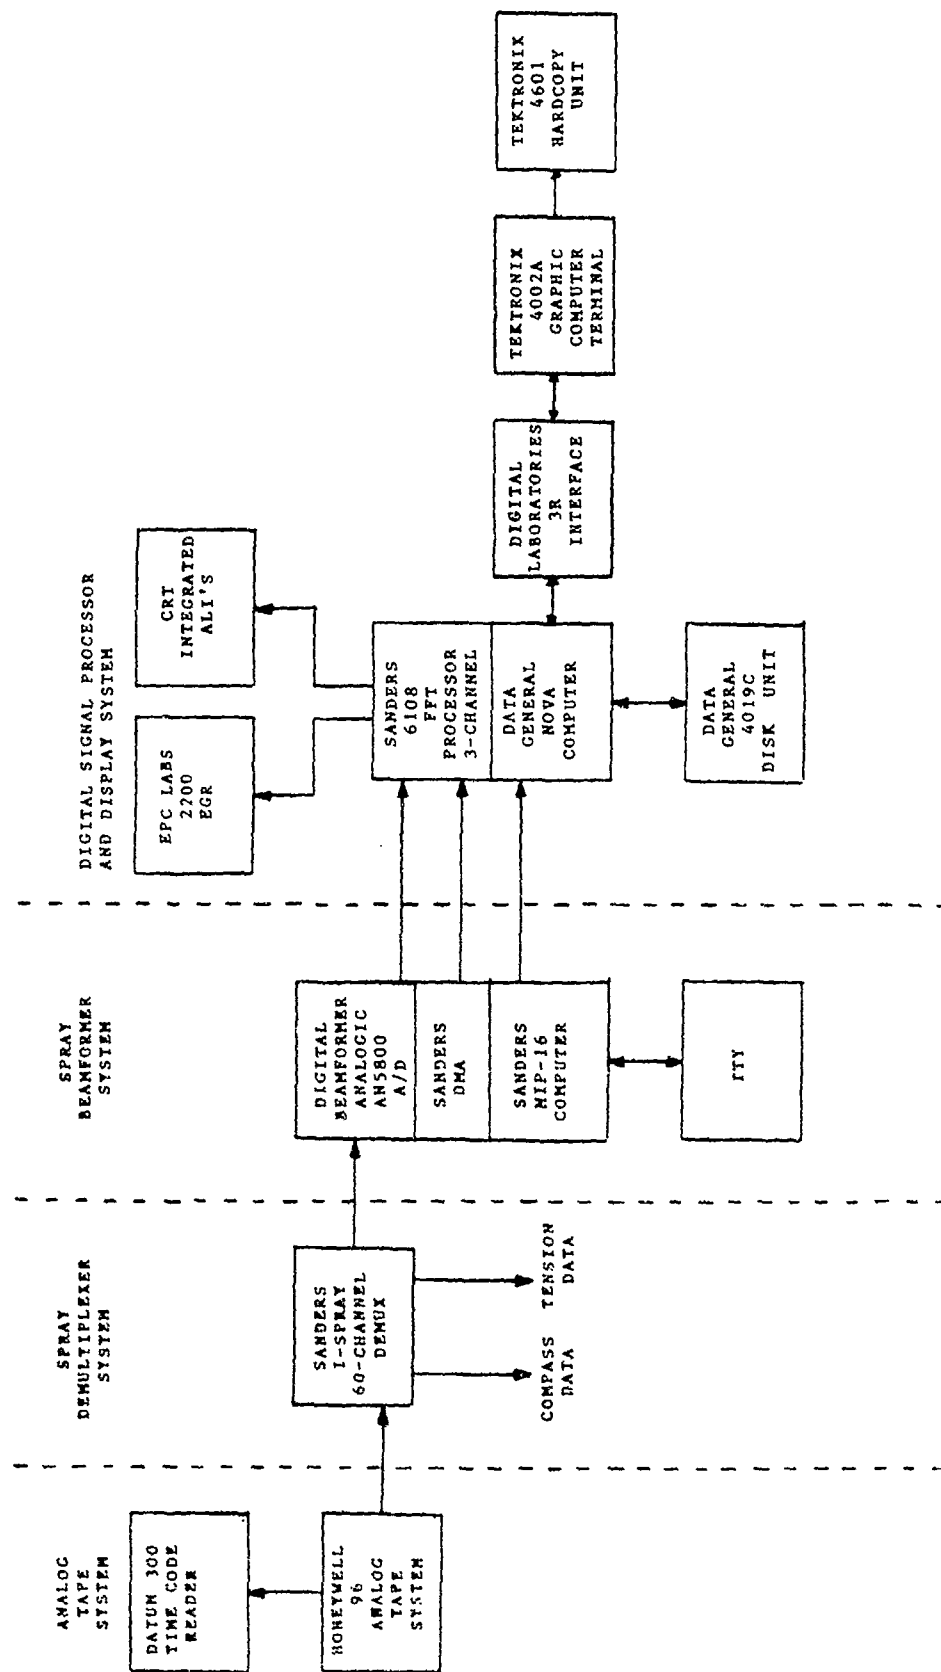 ANALOG
TAPE
SYSTEM
DATUM 300
TIME CODE
READER
HONEYWELL
96
ANALOG
TAPE
SYSTEM
SPRAY
DEMULTIPLEXER
SYSTEM
SANDERS
I-SPRAY
60-CHANNEL
DEMUX
COMPASS
DATA
TENSION
DATA
SPRAY
BEAMFORMER
SYSTEM
DIGITAL
BEAMFORMER
ANALOGIC
AN5800
A/D
SANDERS
DMA
SANDERS
MIP-16
COMPUTER
TTY
DIGITAL SIGNAL PROCESSOR
AND DISPLAY SYSTEM
EPC LABS
2200
EGR
CRT
INTEGRATED
ALI'S
SANDERS
6108
FFT
PROCESSOR
3-CHANNEL
DATA
GENERAL
NOVA
COMPUTER
DATA
GENERAL
4019C
DISK UNIT
DIGITAL
LABORATORIES
3R
INTERFACE
TEKTRONIX
4002A
GRAPHIC
COMPUTER
TERMINAL
TEKTRONIX
4601
HARDCOPY
UNIT